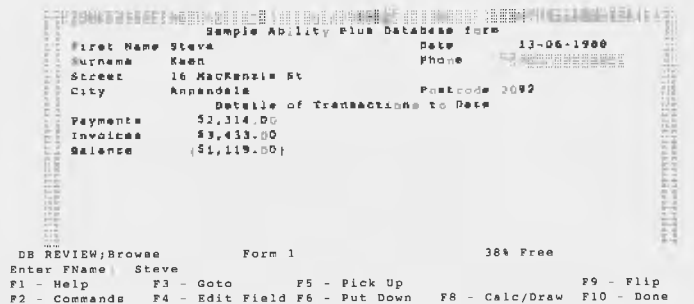 Sample Ability Plus Database form
First Name Steve Date 13-06-1988
Surname Keen Phone
Street 16 MacKenzie St
City Annandale Postcode
Details of Transactions to Date
Payments $2,314.00
Invoices $3,433.00
Balance ($1,119.00)
DB REVIEW;Browse Form 1 38% Free
Enter FName Steve
F1 - Help F3 - Goto F5 - Pick Up F9 - Flip
F2 - Commands F4 - Edit Field F6 - Put Down F8 - Calc/Draw F10 - Done